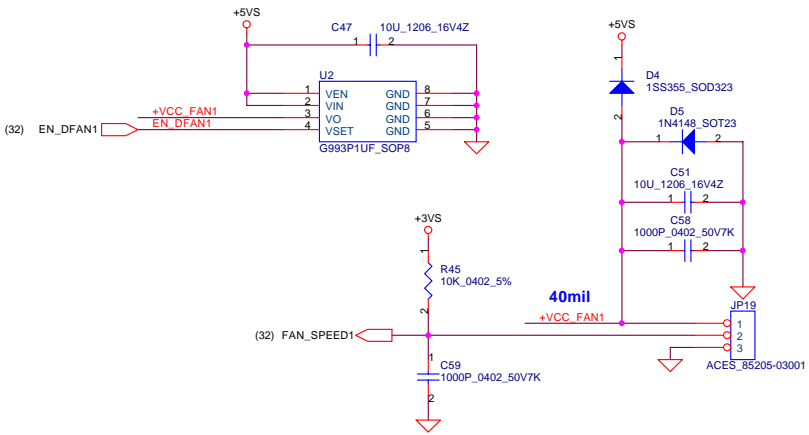 +5VS
C47 10U_1206_16V4Z
1 2
U2
1 VEN GND 8
2 VIN GND 7
+VCC_FAN1 3 VO GND 6
(32) EN_DFAN1 EN_DFAN1 4 VSET GND 5
G993P1UF_SOP8
+5VS
1
D4
1SS355_SOD323
2
D5
1N4148_SOT23
1 2
C51
10U_1206_16V4Z
1 2
C58
1000P_0402_50V7K
1 2
+3VS
1
R45
10K_0402_5%
2
40mil
+VCC_FAN1
JP19
1
2
3
ACES_85205-03001
(32) FAN_SPEED1
1
C59
1000P_0402_50V7K
2